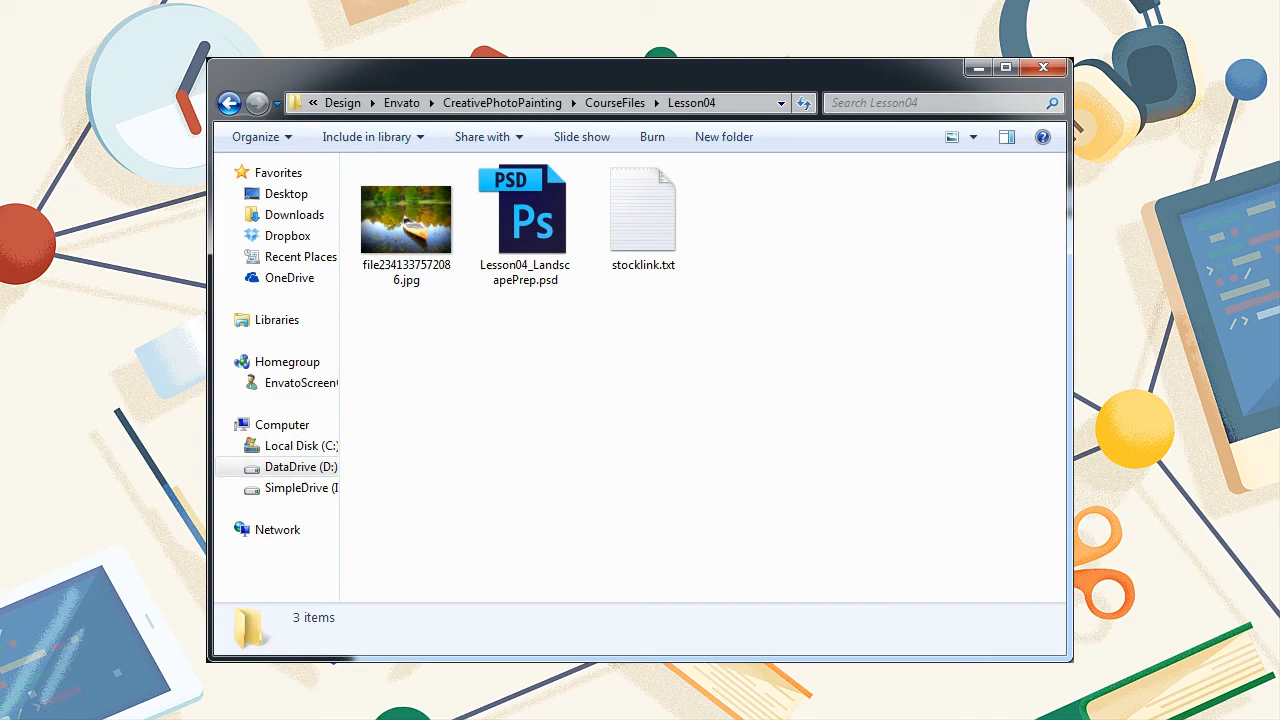 « Design Envato CreativePhotoPainting CourseFiles Lesson04
Search Lesson04
Organize Include in library Share with Slide show Burn New folder
Favorites
Desktop
Downloads
Dropbox
Recent Places
OneDrive
Libraries
Homegroup
EnvatoScreen
Computer
Local Disk (C:)
DataDrive (D:)
SimpleDrive (
Network
file234133757208
6.jpg
PSD
Ps
Lesson04_Landsc
apePrep.psd
stocklink.txt
3 items